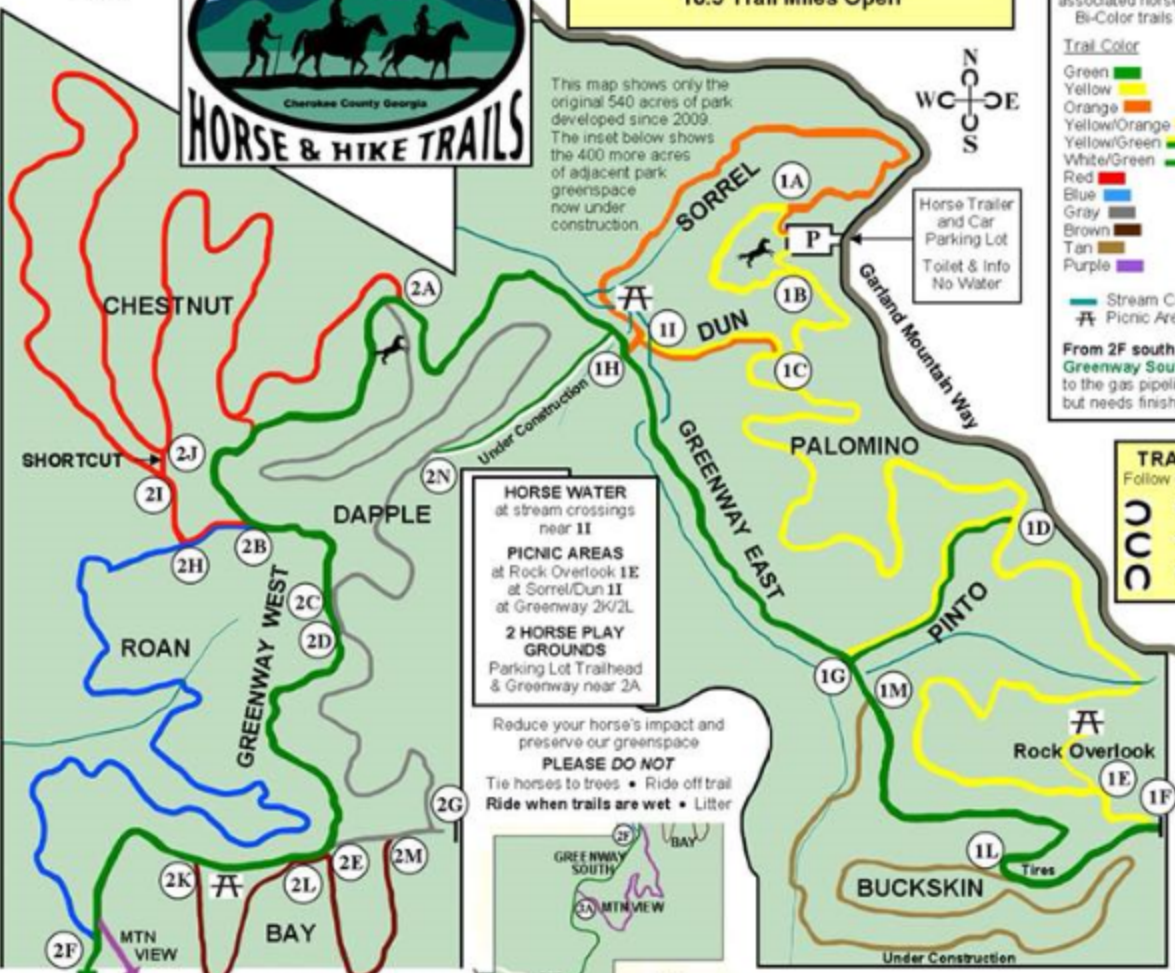 Cherokee County Georgia
HORSE & HIKE TRAILS
This map shows only the
original 540 acres of park
developed since 2009.
The inset below shows
the 400 more acres
of adjacent park
greenspace
now under
construction.
N
W
E
S
Bi-Color trails
Trail Color
Green
Yellow
Orange
Yellow/Orange
Yellow/Green
White/Green
Red
Blue
Gray
Brown
Tan
Purple
Stream C
Picnic Are
From 2F south
Greenway Sou
to the gas pipeli
but needs finish
TRA
Follow
Horse Trailer
and Car
Parking Lot
Toilet & Info
No Water
Garland Mountain Way
SORREL
1A
P
1B
1I
DUN
1C
1H
Under Construction
PALOMINO
GREENWAY EAST
1D
PINTO
1G
1M
Rock Overlook
1E
1F
1L
Tires
BUCKSKIN
Under Construction
CHESTNUT
2A
SHORTCUT
2J
2I
2N
DAPPLE
2H
2B
2C
2D
GREENWAY WEST
ROAN
2G
2K
2L
2E
2M
BAY
2F
MTN
VIEW
HORSE WATER
at stream crossings
near 1I
PICNIC AREAS
at Rock Overlook 1E
at Sorrel/Dun 1I
at Greenway 2K/2L
2 HORSE PLAY
GROUNDS
Parking Lot Trailhead
& Greenway near 2A
Reduce your horse's impact and
preserve our greenspace
PLEASE DO NOT
Tie horses to trees • Ride off trail
Ride when trails are wet • Litter
2F
BAY
GREENWAY
SOUTH
3A
MTN VIEW